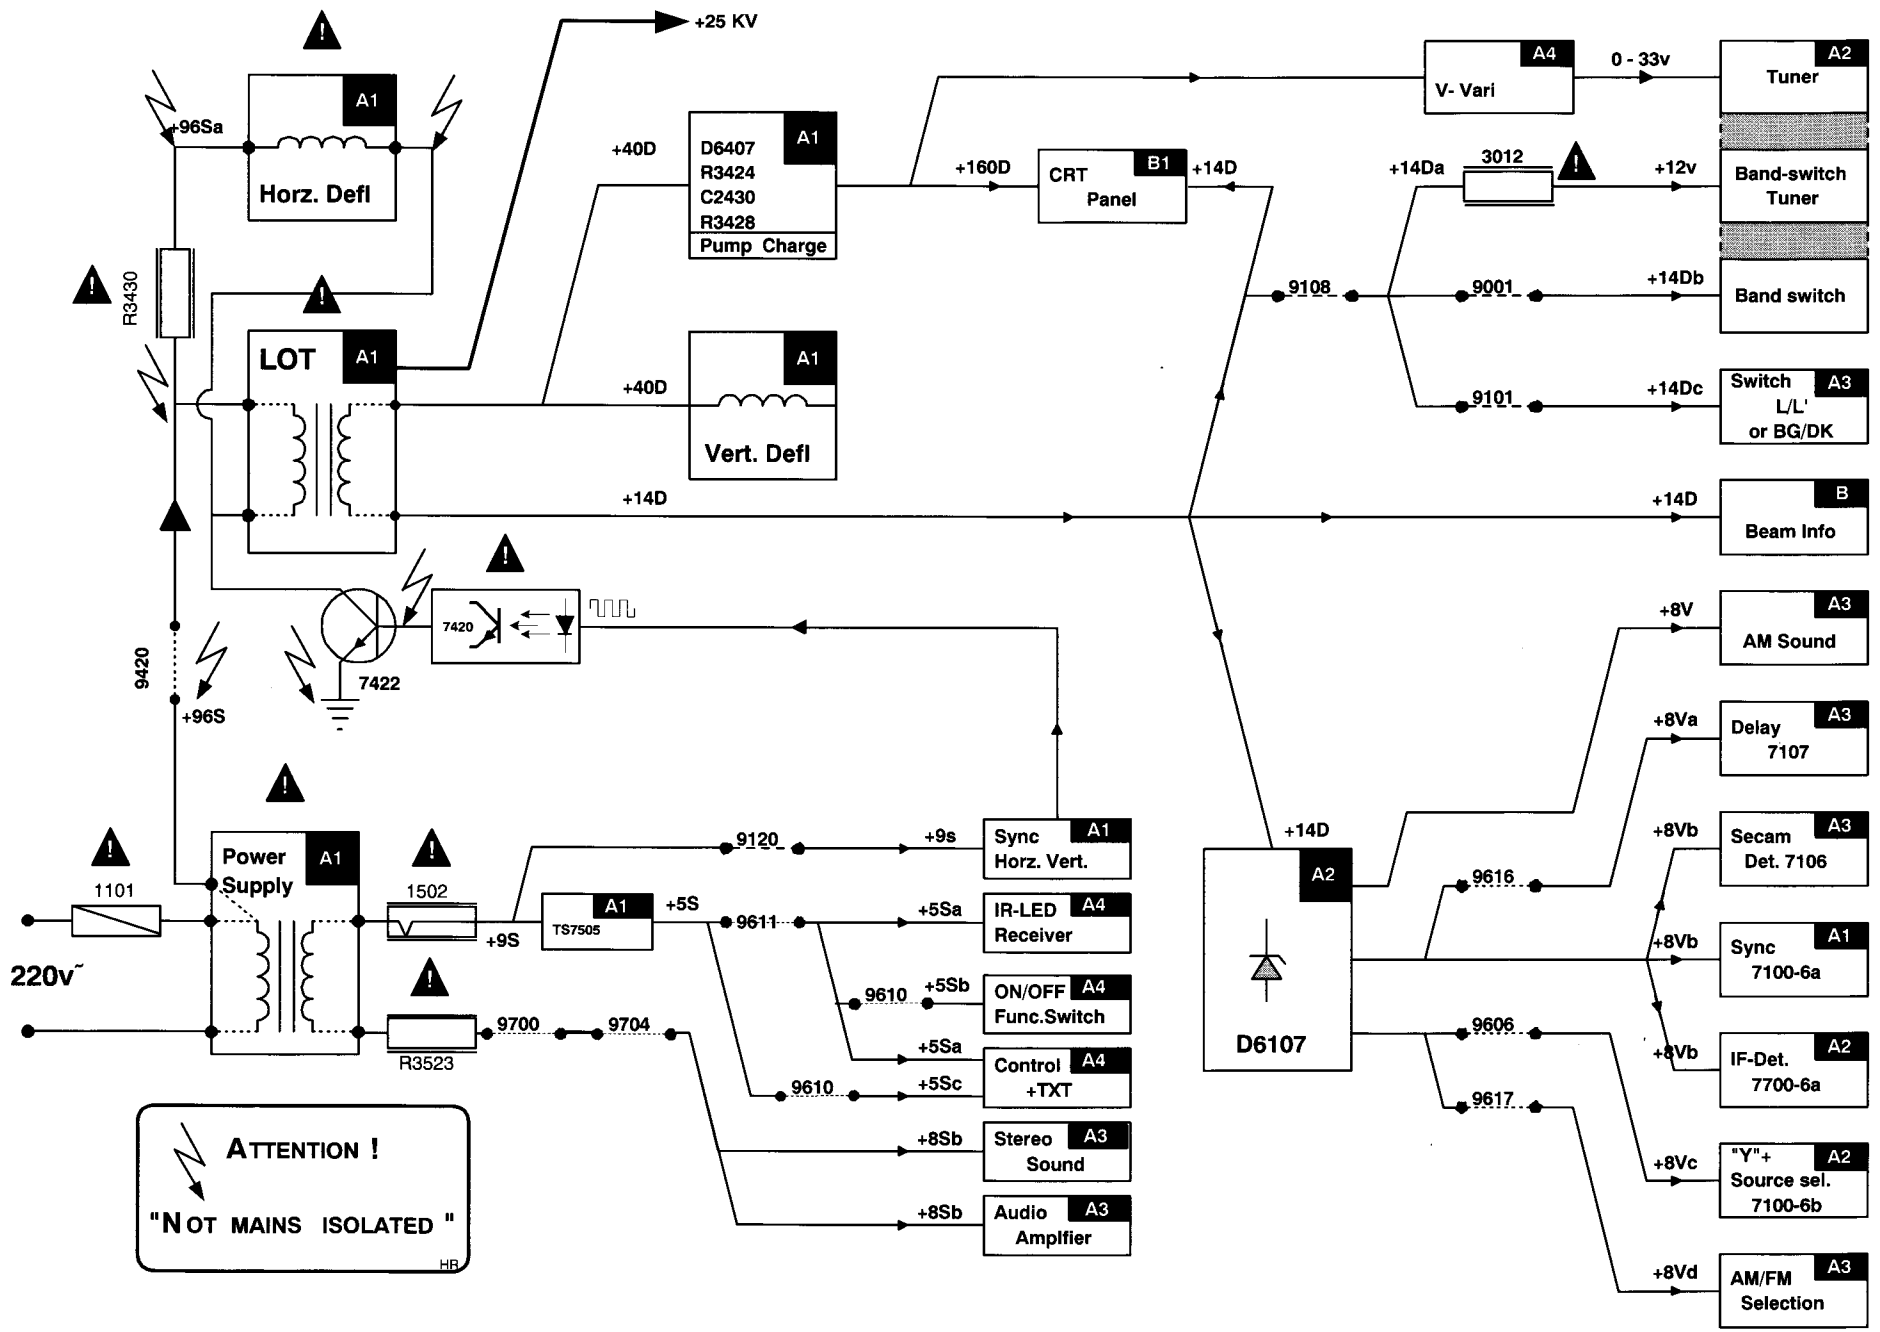 +25 KV
A1
+96Sa
Horz. Defl
R3430
LOT
A1
+40D
D6407
R3424
C2430
R3428
Pump Charge
A1
+160D
CRT
Panel
B1
+14D
V- Vari
A4
0 - 33v
A2
Tuner
+14Da
3012
+12v
Band-switch
Tuner
9108
9001
+14Db
Band switch
9101
+14Dc
Switch
A3
L/L'
or BG/DK
+40D
A1
Vert. Defl
+14D
+14D
B
Beam Info
7420
7422
9420
+96S
+8V
A3
AM Sound
+8Va
Delay
A3
7107
+8Vb
Secam
A3
Det. 7106
+8Vb
Sync
A1
7100-6a
+8Vb
IF-Det.
A2
7700-6a
+8Vc
"Y"+
A2
Source sel.
7100-6b
+8Vd
AM/FM
A3
Selection
+14D
A2
D6107
9616
9606
9617
1101
220v~
Power
Supply
A1
1502
+9S
R3523
9700
9704
A1
TS7505
+5S
9120
+9s
Sync
A1
Horz. Vert.
9611
+5Sa
IR-LED
A4
Receiver
9610
+5Sb
ON/OFF
A4
Func.Switch
+5Sa
Control
A4
9610
+5Sc
+TXT
+8Sb
Stereo
A3
Sound
+8Sb
Audio
A3
Amplfier
ATTENTION !
"NOT MAINS ISOLATED "
HR
! 
!
!
!
!
!
!
!
!
!